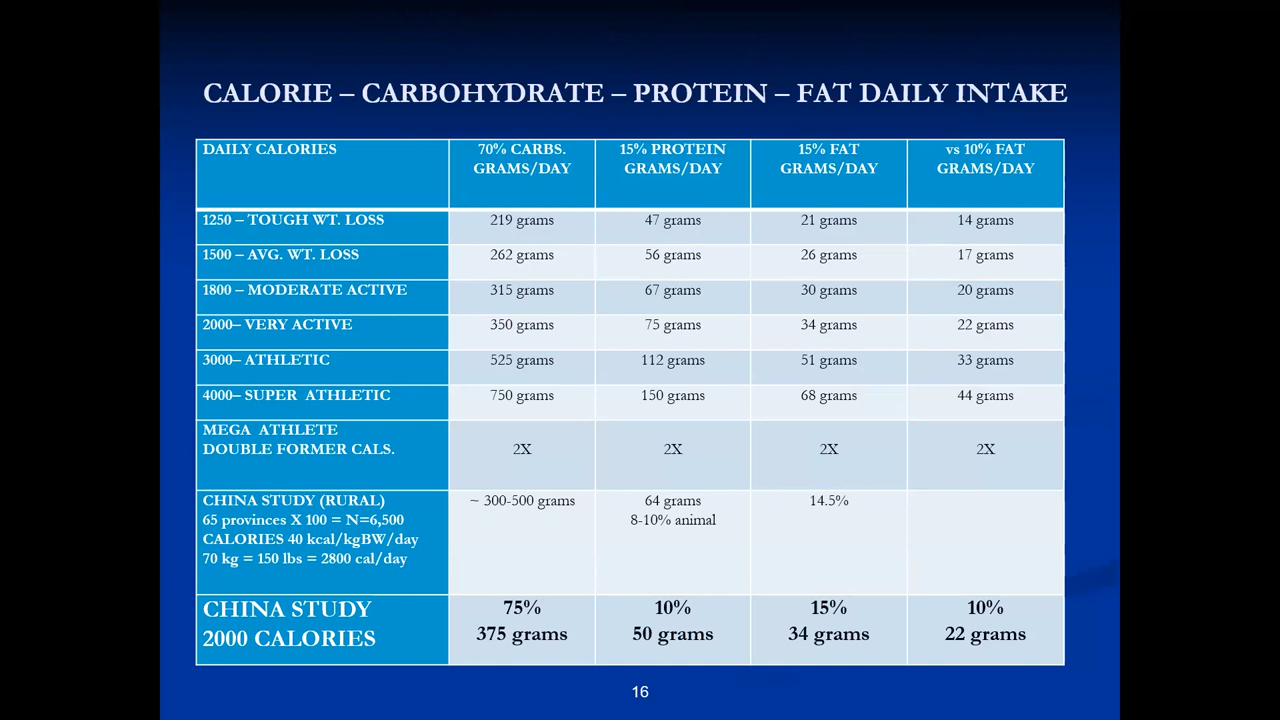 CALORIE – CARBOHYDRATE – PROTEIN – FAT DAILY INTAKE
DAILY CALORIES
70% CARBS.
GRAMS/DAY
15% PROTEIN
GRAMS/DAY
15% FAT
GRAMS/DAY
vs 10% FAT
GRAMS/DAY
1250 – TOUGH WT. LOSS
219 grams
47 grams
21 grams
14 grams
1500 – AVG. WT. LOSS
262 grams
56 grams
26 grams
17 grams
1800 – MODERATE ACTIVE
315 grams
67 grams
30 grams
20 grams
2000– VERY ACTIVE
350 grams
75 grams
34 grams
22 grams
3000– ATHLETIC
525 grams
112 grams
51 grams
33 grams
4000– SUPER ATHLETIC
750 grams
150 grams
68 grams
44 grams
MEGA ATHLETE
DOUBLE FORMER CALS.
2X
2X
2X
2X
CHINA STUDY (RURAL)
65 provinces X 100 = N=6,500
CALORIES 40 kcal/kgBW/day
70 kg = 150 lbs = 2800 cal/day
~ 300-500 grams
64 grams
8-10% animal
14.5%
CHINA STUDY
2000 CALORIES
75%
375 grams
10%
50 grams
15%
34 grams
10%
22 grams
16